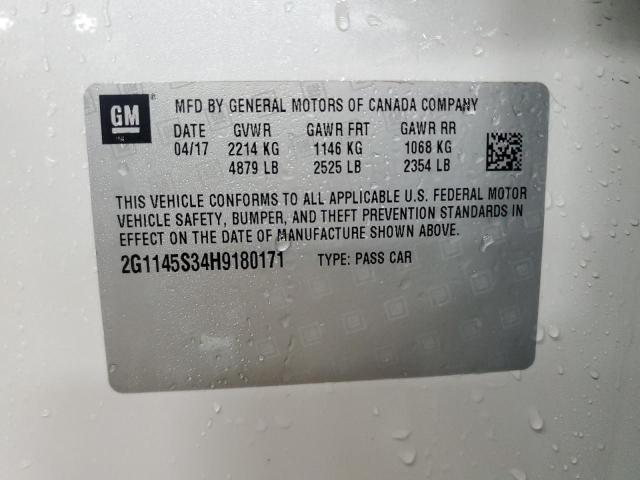 GM ®
MFD BY GENERAL MOTORS OF CANADA COMPANY
DATE GVWR GAWR FRT GAWR RR
04/17 2214 KG 1146 KG 1068 KG
4879 LB 2525 LB 2354 LB
THIS VEHICLE CONFORMS TO ALL APPLICABLE U.S. FEDERAL MOTOR
VEHICLE SAFETY, BUMPER, AND THEFT PREVENTION STANDARDS IN
EFFECT ON THE DATE OF MANUFACTURE SHOWN ABOVE.
2G1145S34H9180171 TYPE: PASS CAR